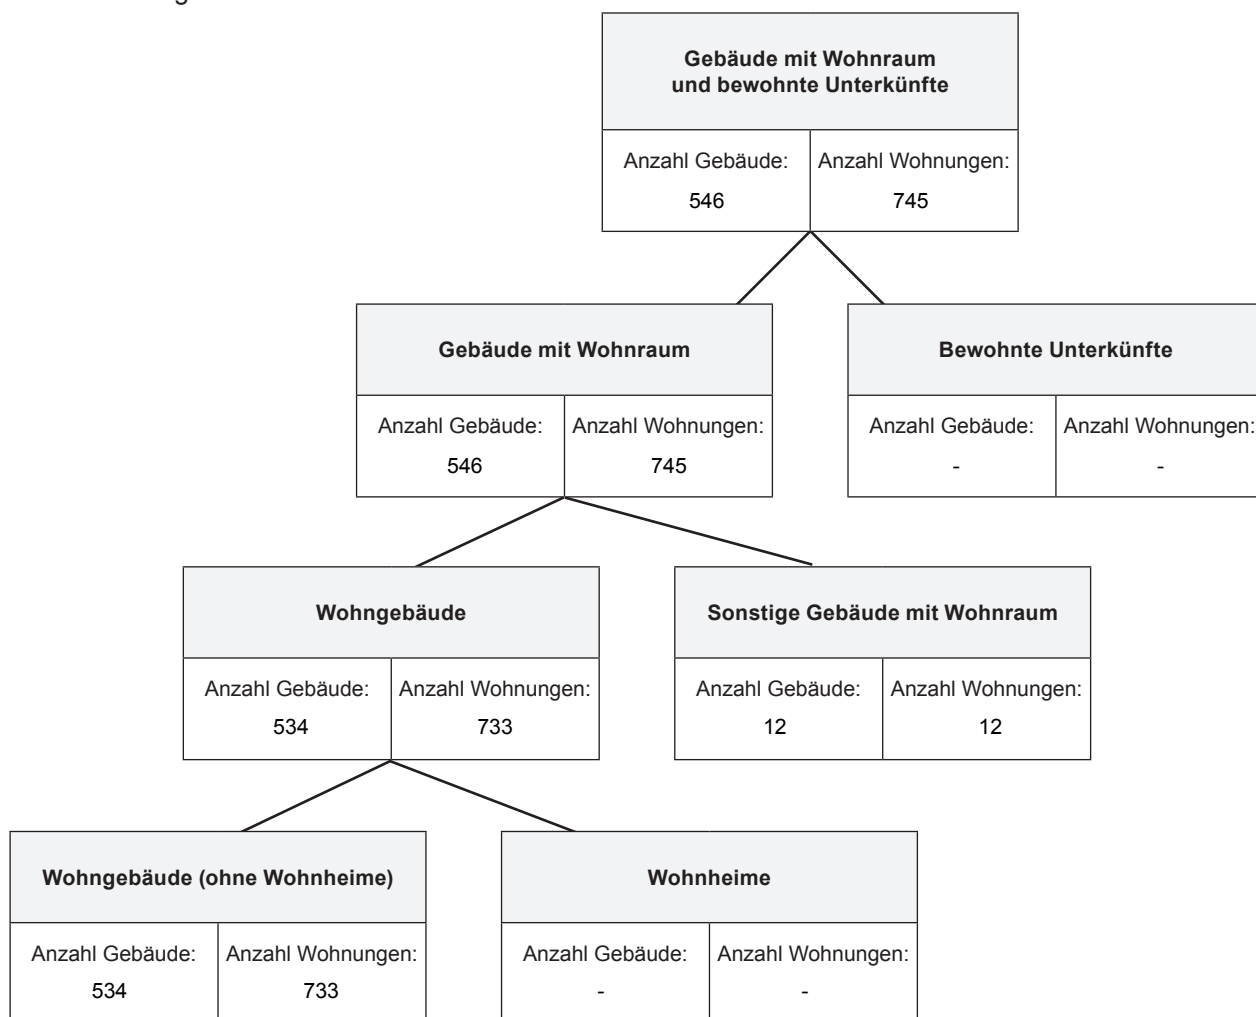 Gebäude mit Wohnraum
und bewohnte Unterkünfte
Anzahl Gebäude: Anzahl Wohnungen:
546 745
Gebäude mit Wohnraum
Anzahl Gebäude: Anzahl Wohnungen:
546 745
Bewohnte Unterkünfte
Anzahl Gebäude: Anzahl Wohnungen:
- -
Wohngebäude
Anzahl Gebäude: Anzahl Wohnungen:
534 733
Sonstige Gebäude mit Wohnraum
Anzahl Gebäude: Anzahl Wohnungen:
12 12
Wohngebäude (ohne Wohnheime)
Anzahl Gebäude: Anzahl Wohnungen:
534 733
Wohnheime
Anzahl Gebäude: Anzahl Wohnungen:
- -